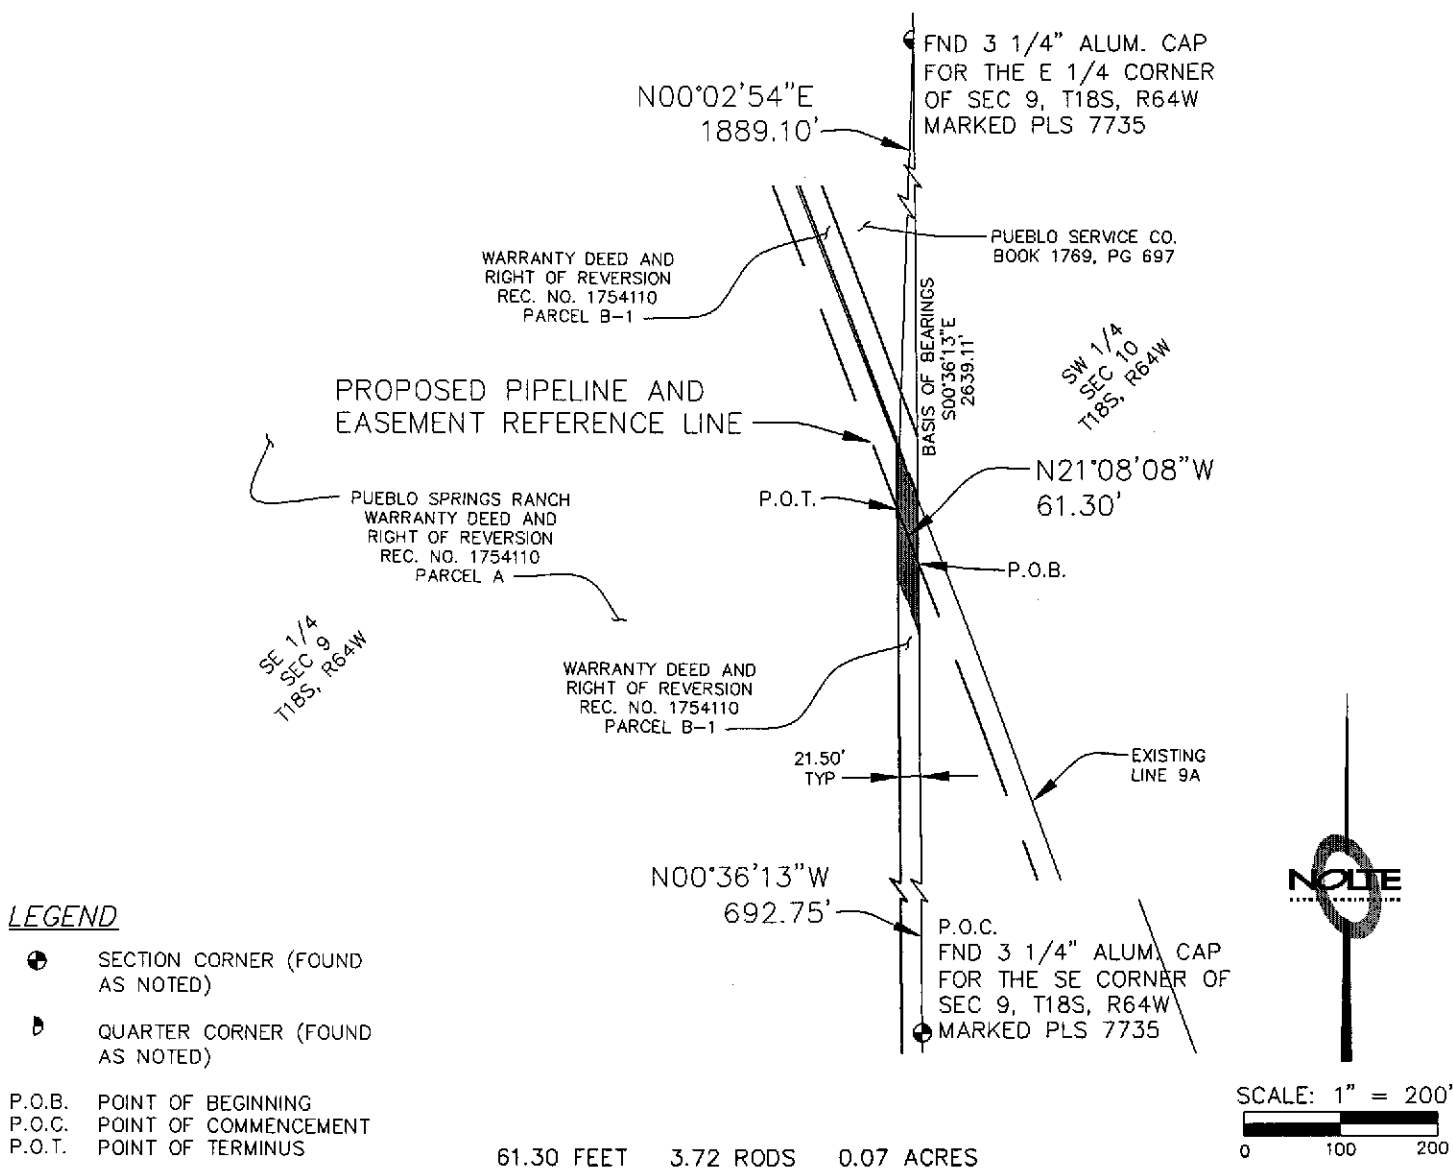 FND 3 1/4" ALUM. CAP
FOR THE E 1/4 CORNER
OF SEC 9, T18S, R64W
MARKED PLS 7735
N00°02'54"E
1889.10'
PUEBLO SERVICE CO.
BOOK 1769, PG 697
WARRANTY DEED AND
RIGHT OF REVERSION
REC. NO. 1754110
PARCEL B-1
BASIS OF BEARINGS
S00°36'13"E
2639.11'
SW 1/4
SEC 10
T18S, R64W
PROPOSED PIPELINE AND
EASEMENT REFERENCE LINE
N21°08'08"W
61.30'
P.O.T.
PUEBLO SPRINGS RANCH
WARRANTY DEED AND
RIGHT OF REVERSION
REC. NO. 1754110
PARCEL A
P.O.B.
SE 1/4
SEC 9
T18S, R64W
WARRANTY DEED AND
RIGHT OF REVERSION
REC. NO. 1754110
PARCEL B-1
21.50'
TYP
EXISTING
LINE 9A
N00°36'13"W
692.75'
P.O.C.
FND 3 1/4" ALUM. CAP
FOR THE SE CORNER OF
SEC 9, T18S, R64W
MARKED PLS 7735
NOLTE
LEGEND
SECTION CORNER (FOUND
AS NOTED)
QUARTER CORNER (FOUND
AS NOTED)
P.O.B. POINT OF BEGINNING
P.O.C. POINT OF COMMENCEMENT
P.O.T. POINT OF TERMINUS
SCALE: 1" = 200'
0 100 200
61.30 FEET 3.72 RODS 0.07 ACRES